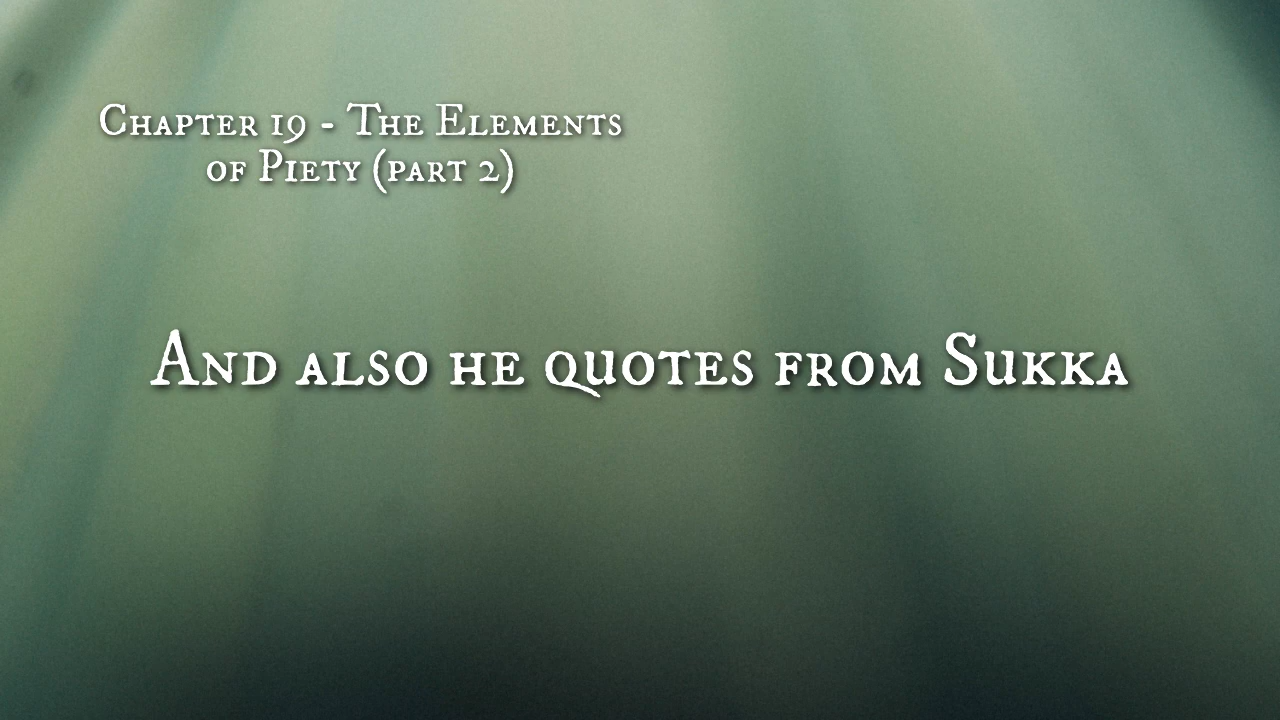 Chapter 19 - The Elements
of Piety (part 2)
And also he quotes from Sukka